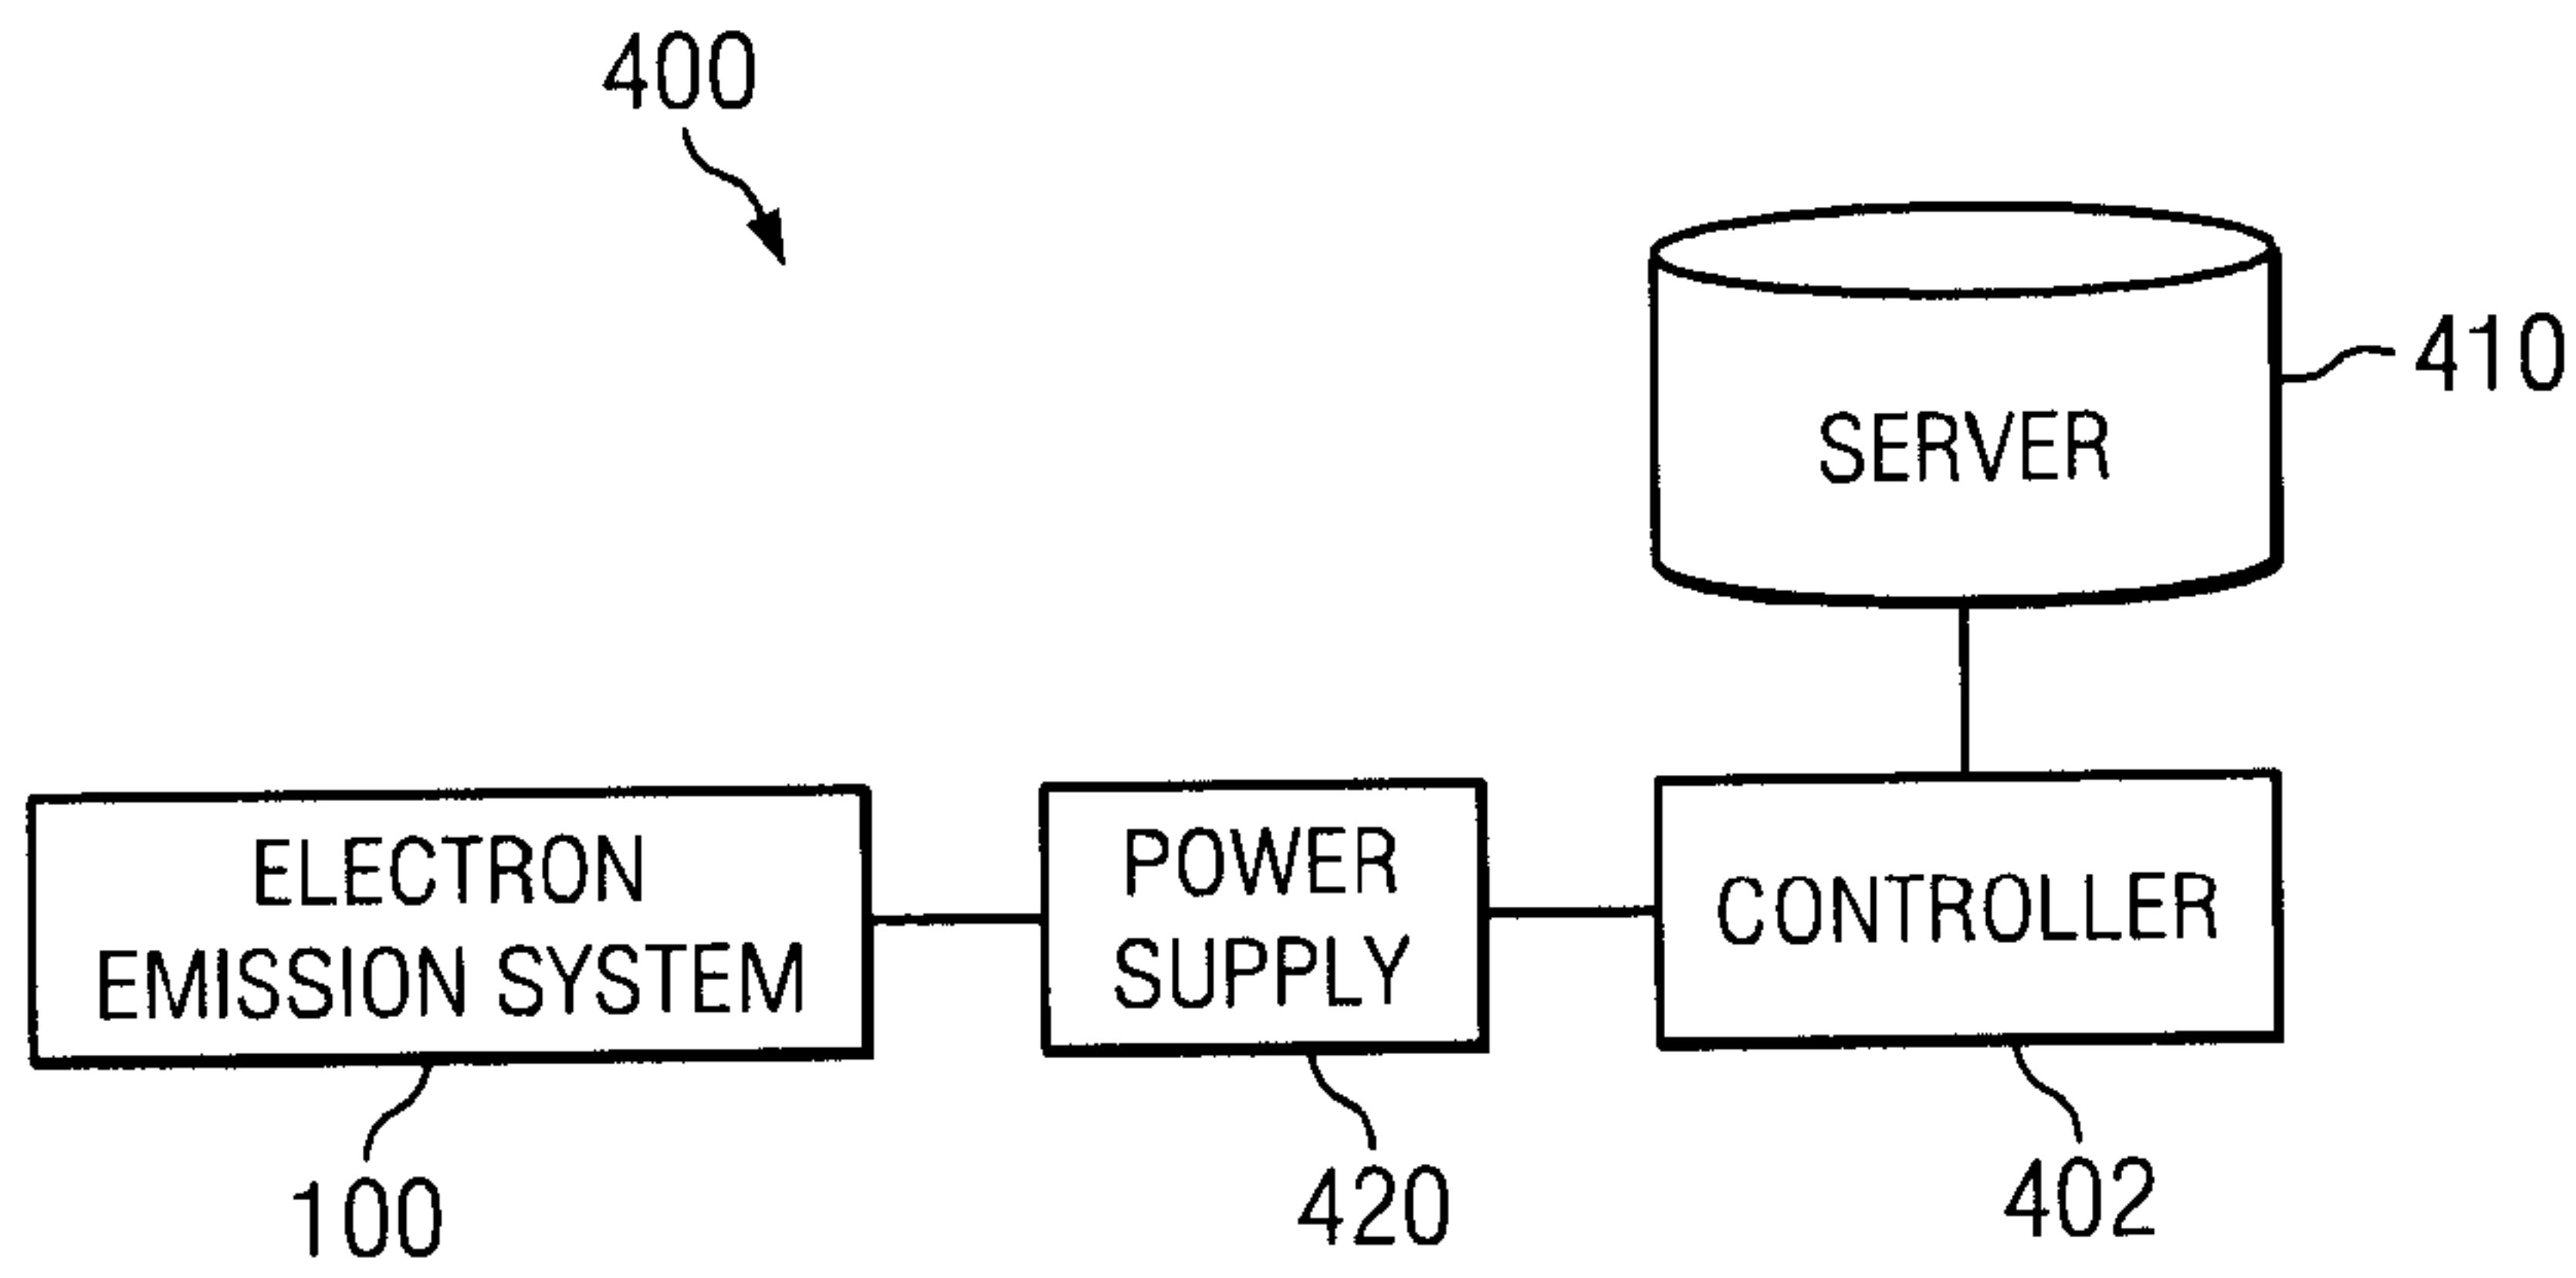 400
410
SERVER
ELECTRON
EMISSION SYSTEM
POWER
SUPPLY
CONTROLLER
100
420
402